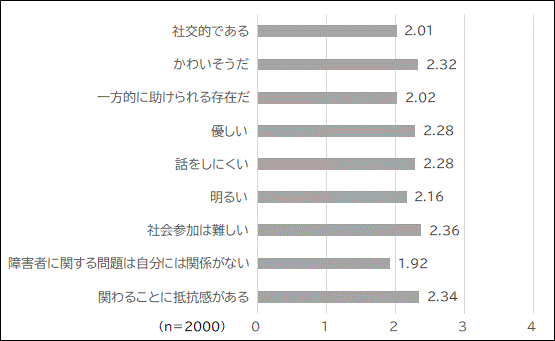 社交的である 2.01
かわいそうだ 2.32
一方的に助けられる存在だ 2.02
優しい 2.28
話をしにくい 2.28
明るい 2.16
社会参加は難しい 2.36
障害者に関する問題は自分には関係がない 1.92
関わることに抵抗感がある 2.34
（n=2000） 0 1 2 3 4